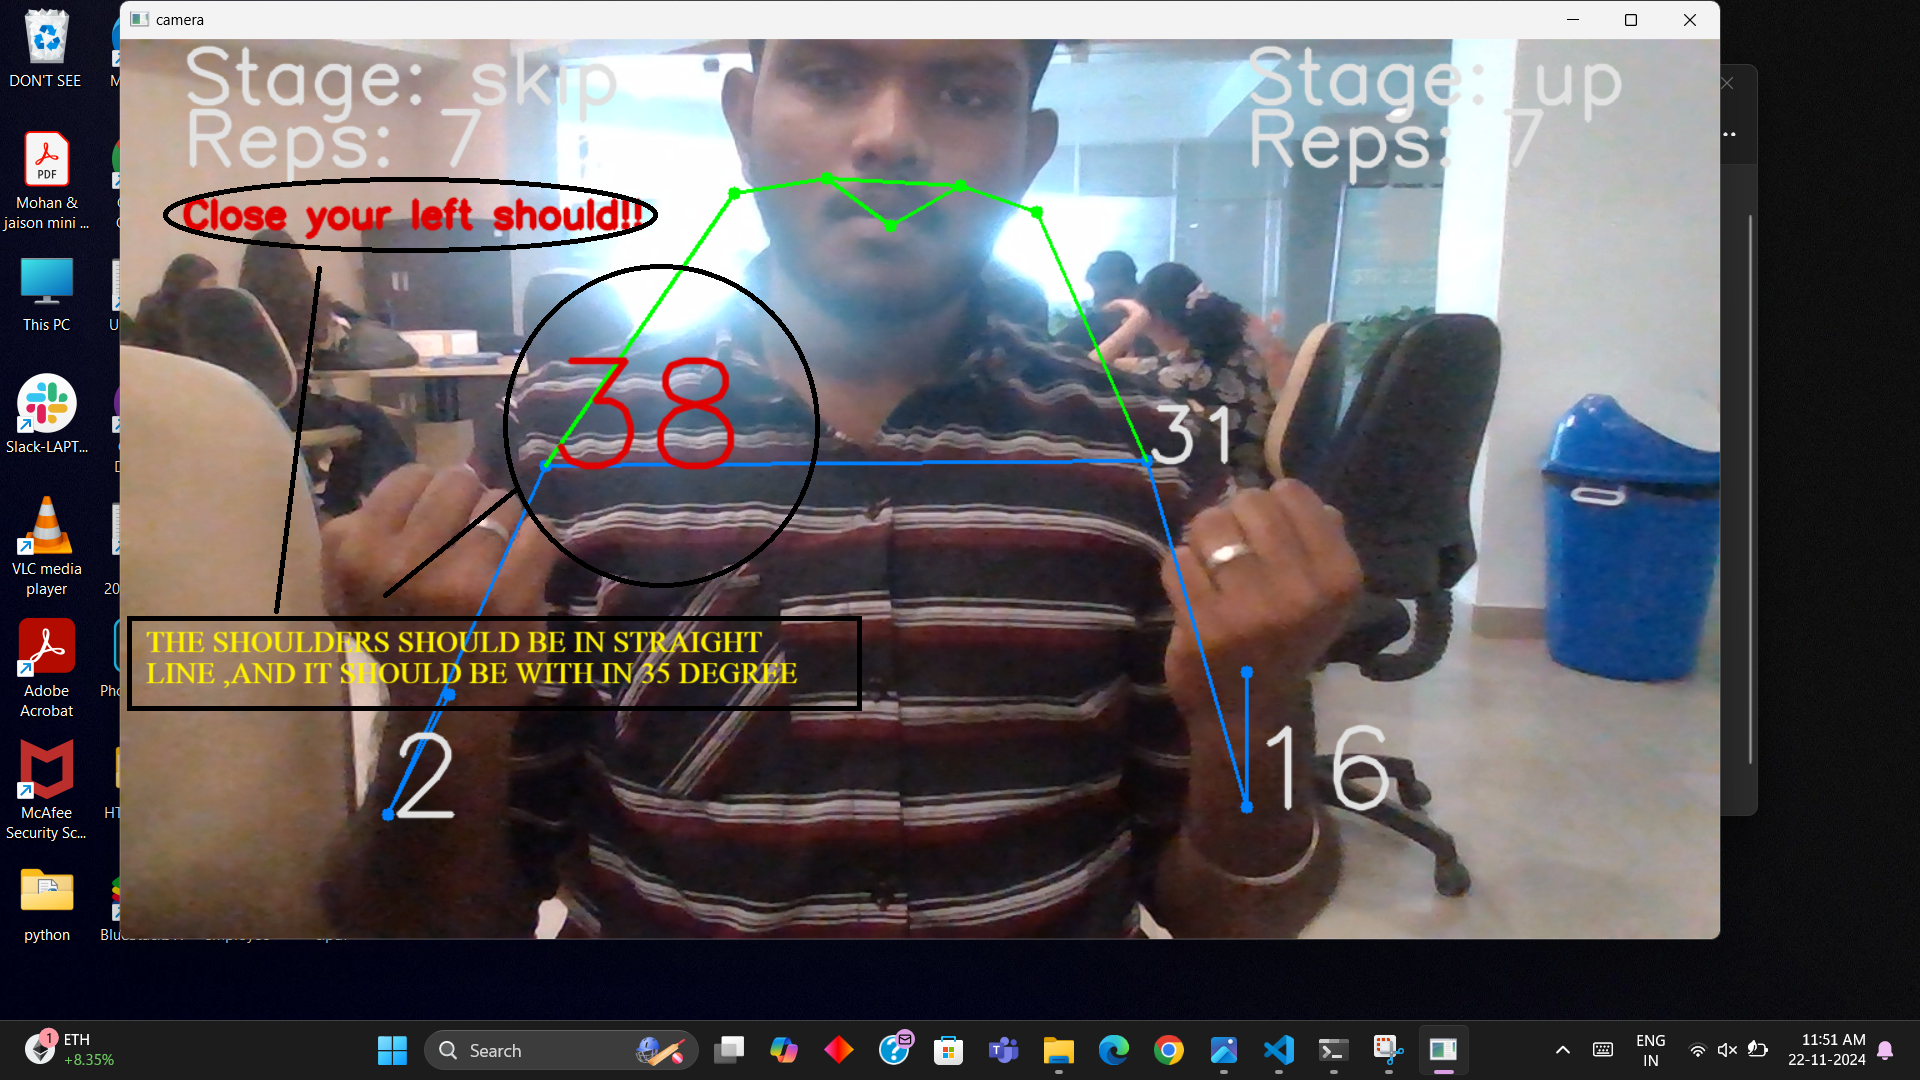 camera
DON'T SEE
Stage: skip
Reps: 7
Stage: up
Reps: 7
Close your left should!!
PDF
Mohan &
jaison mini ...
This PC
38
31
Slack-LAPT...
VLC media
player
THE SHOULDERS SHOULD BE IN STRAIGHT
LINE ,AND IT SHOULD BE WITH IN 35 DEGREE
Adobe
Acrobat
2
16
McAfee
Security Sc...
python
1
ETH
+8.35%
Search
ENG
IN
11:51 AM
22-11-2024